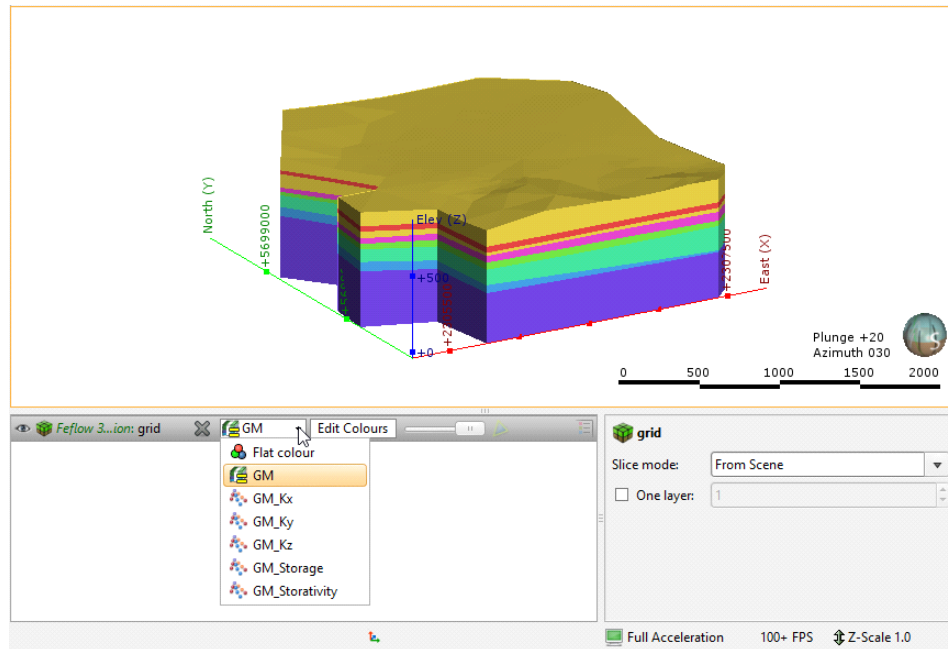 Elev (Z)
North (Y)
+5699000
+500
+2307500
East (X)
+0
Plunge +20
Azimuth 030
S
0 500 1000 1500 2000
Feflow 3...ion: grid GM Edit Colours
Flat colour
GM
GM_Kx
GM_Ky
GM_Kz
GM_Storage
GM_Storativity
grid
Slice mode: From Scene
One layer: 1
Full Acceleration 100+ FPS Z-Scale 1.0